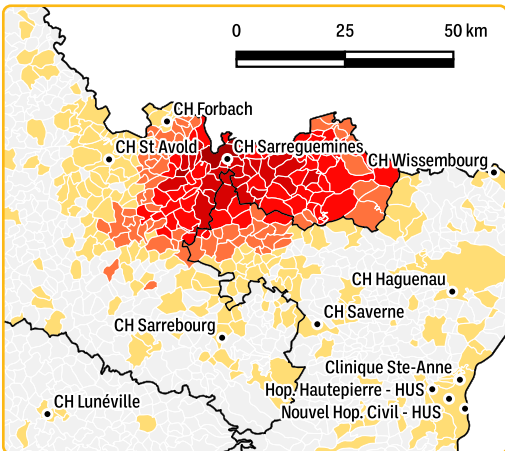 0 25 50 km
CH Forbach
CH St Avold
CH Sarreguemines
CH Wissembourg
CH Haguenau
CH Saverne
CH Sarrebourg
Clinique Ste-Anne
Hop. Hautepierre - HUS
CH Lunéville
Nouvel Hop. Civil - HUS